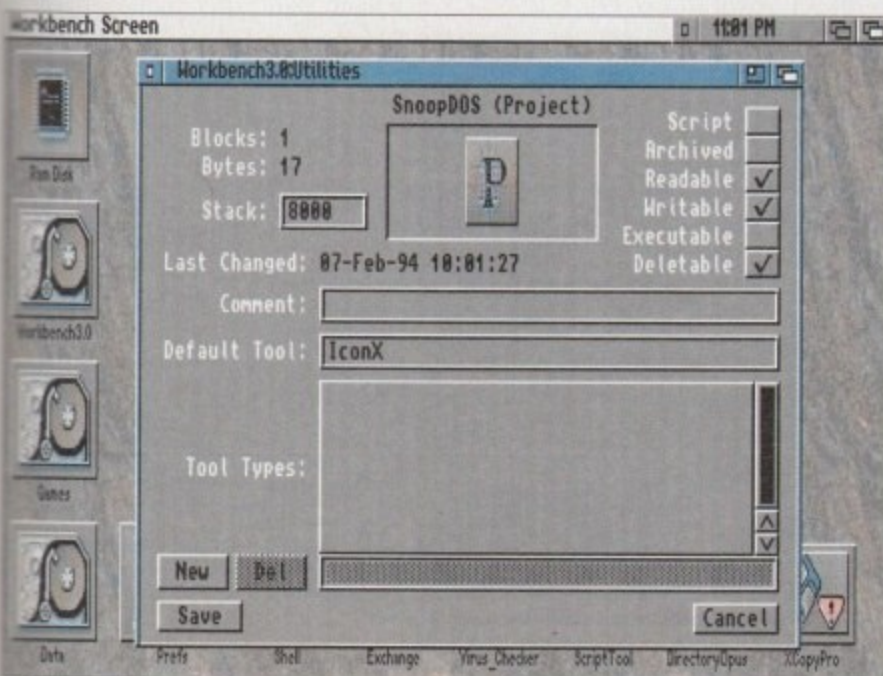 Workbench Screen
11:01 PM
Workbench3.0:Utilities
SnoopDOS (Project)
Blocks: 1
Bytes: 17
Stack: 8000
Script
Archived
Readable
Writable
Executable
Deletable
Last Changed: 07-Feb-94 10:01:27
Comment:
Default Tool: IconX
Tool Types:
New
Del
Save
Cancel
Ram Disk
Workbench3.0
Games
Data
Prefs
Shell
Exchange
Virus_Checker
ScriptTool
DirectoryOpus
XCopyPro